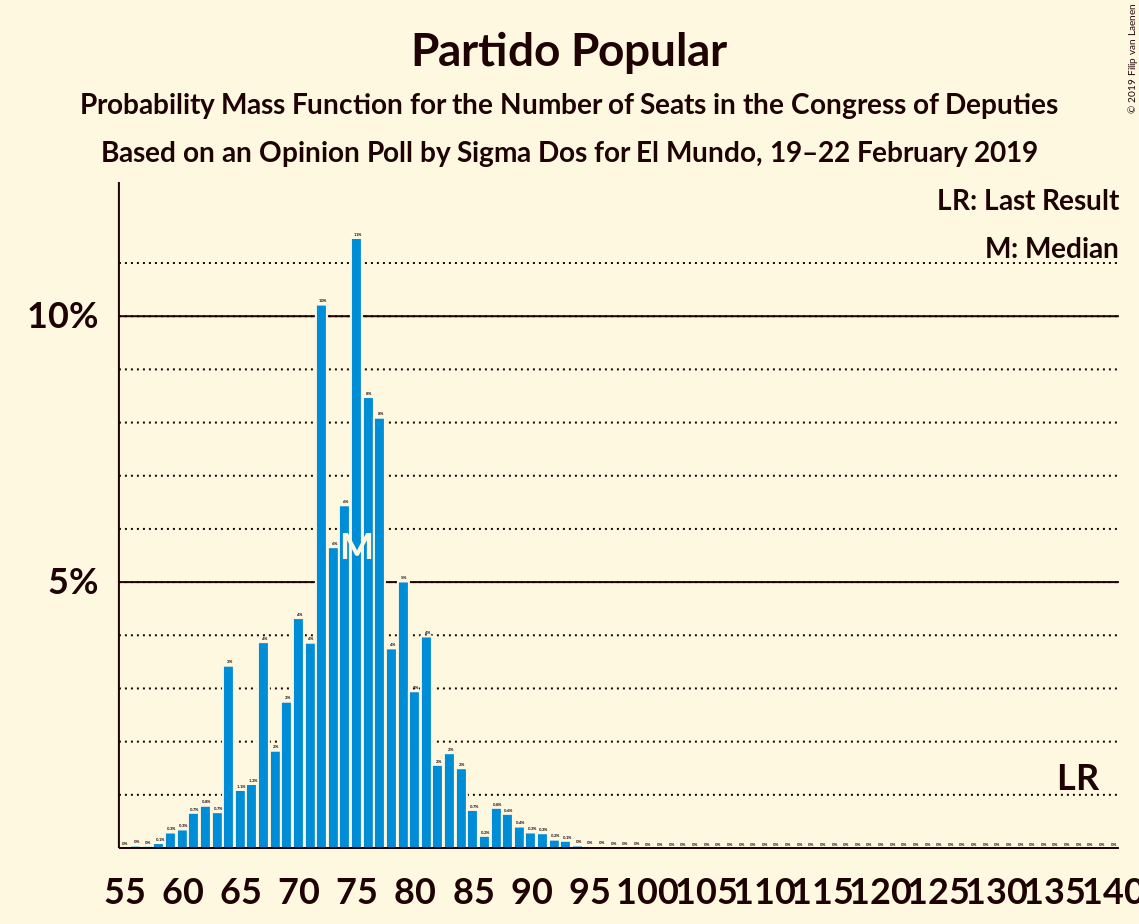 Partido Popular
Probability Mass Function for the Number of Seats in the Congress of Deputies
Based on an Opinion Poll by Sigma Dos for El Mundo, 19–22 February 2019
© 2019 Filip van Laenen
LR: Last Result
M: Median
10%
5%
M
LR
55 60 65 70 75 80 85 90 95 100 105 110 115 120 125 130 135 140